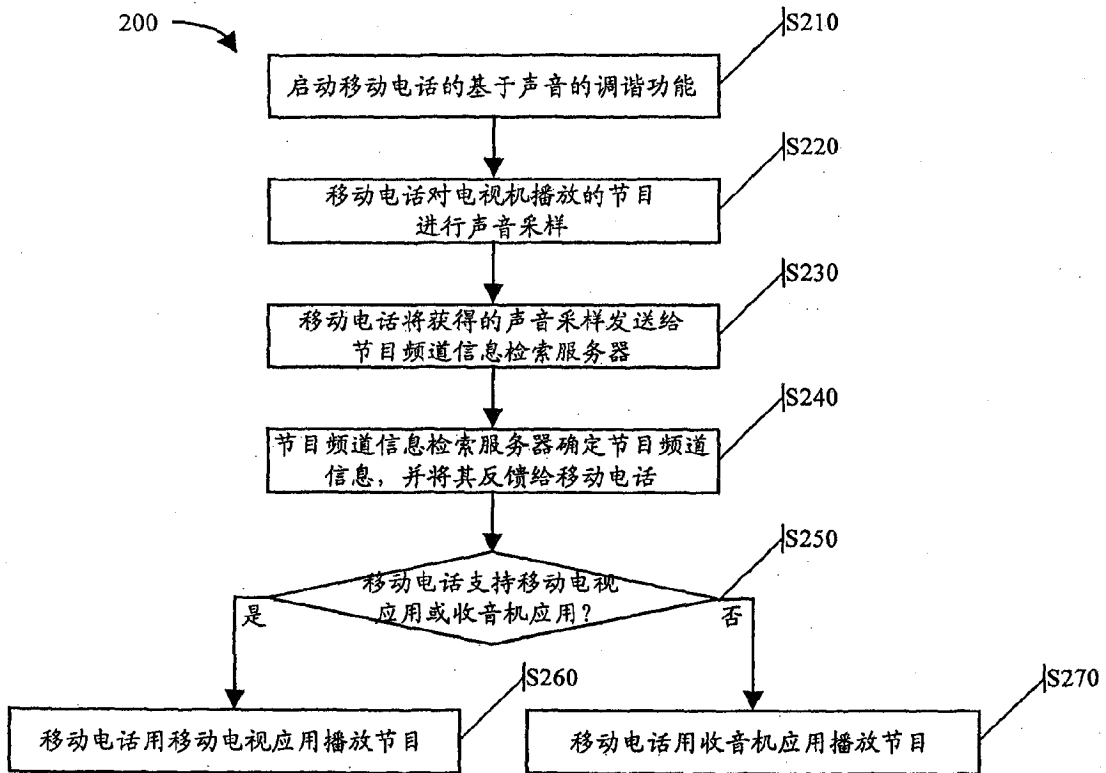 200
S210
启动移动电话的基于声音的调谐功能
S220
移动电话对电视机播放的节目
进行声音采样
S230
移动电话将获得的声音采样发送给
节目频道信息检索服务器
S240
节目频道信息检索服务器确定节目频道
信息，并将其反馈给移动电话
S250
移动电话支持移动电视
应用或收音机应用？
是
否
S260
移动电话用移动电视应用播放节目
S270
移动电话用收音机应用播放节目